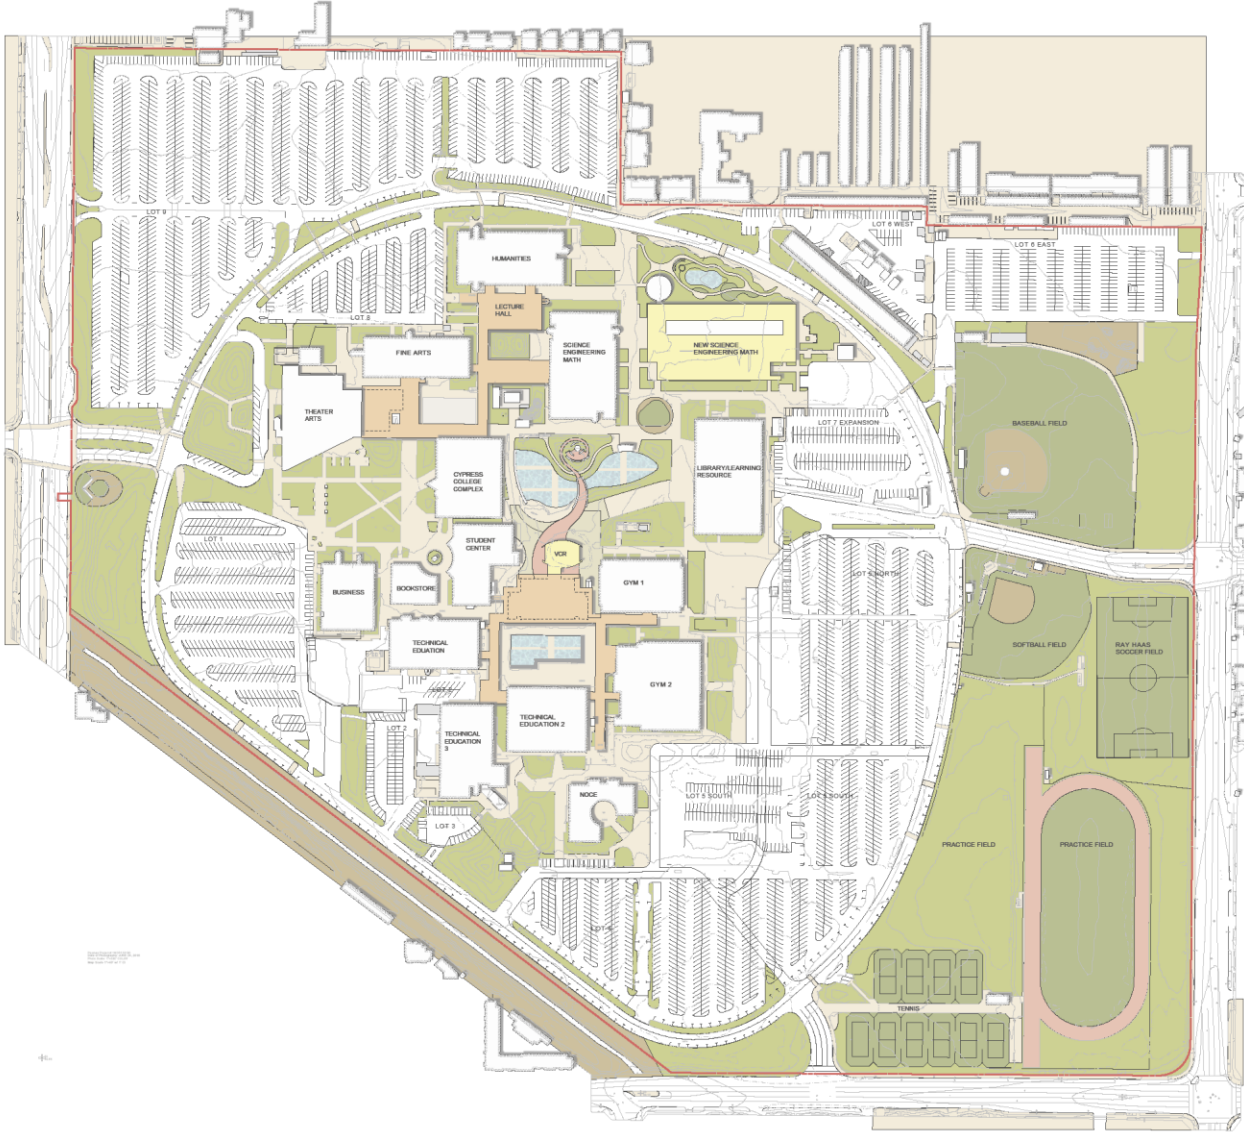 LOT 9
LOT 6 WEST
LOT 6 EAST
HUMANITIES
LECTURE
HALL
LOT 8
FINE ARTS
SCIENCE
ENGINEERING
MATH
NEW SCIENCE
ENGINEERING MATH
THEATER
ARTS
LOT 7 EXPANSION
BASEBALL FIELD
CYPRESS
COLLEGE
COMPLEX
LIBRARY/LEARNING
RESOURCE
LOT 1
STUDENT
CENTER
VCR
LOT 5 NORTH
GYM 1
BUSINESS
BOOKSTORE
TECHNICAL
EDUATION
SOFTBALL FIELD
RAY HAAS
SOCCER FIELD
GYM 2
TECHNICAL
EDUCATION 2
LOT 2
TECHNICAL
EDUCATION
3
NOCE
LOT 5 SOUTH
LOT 5 SOUTH
LOT 3
PRACTICE FIELD
PRACTICE FIELD
LOT 4
TENNIS